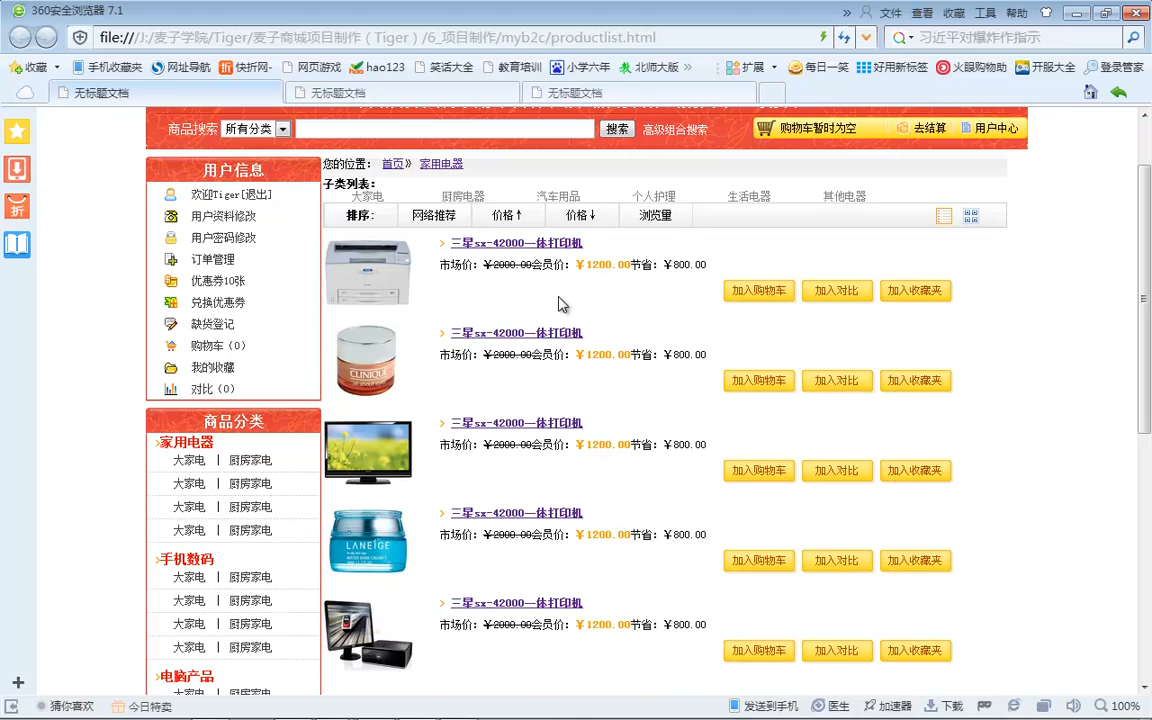 360安全浏览器 7.1
» 文件 查看 收藏 工具 帮助
file:///J:/麦子学院/Tiger/麦子商城项目制作（Tiger）/6_项目制作/myb2c/productlist.html
习近平对爆炸作指示
收藏 手机收藏夹 网址导航 快折网- 网页游戏 hao123 笑话大全 教育培训 小学六年 北师大版 » 扩展 每日一笑 好用新标签 火眼购物助 开服大全 登录管家
无标题文档 无标题文档 无标题文档
商品搜索 所有分类 搜索 高级组合搜索 购物车暂时为空 去结算 用户中心
用户信息
欢迎Tiger[退出]
用户资料修改
用户密码修改
订单管理
优惠卷10张
兑换优惠券
缺货登记
购物车（0）
我的收藏
对比（0）
商品分类
家用电器
大家电 | 厨房家电
大家电 | 厨房家电
大家电 | 厨房家电
大家电 | 厨房家电
手机数码
大家电 | 厨房家电
大家电 | 厨房家电
大家电 | 厨房家电
大家电 | 厨房家电
电脑产品
大家电 | 厨房家电
您的位置： 首页》 家用电器
子类列表：
大家电 厨房电器 汽车用品 个人护理 生活电器 其他电器
排序： 网络推荐 价格↑ 价格↓ 浏览量
三星sx-42000一体打印机
市场价：￥2000.00会员价：￥1200.00节省：￥800.00
加入购物车 加入对比 加入收藏夹
三星sx-42000一体打印机
市场价：￥2000.00会员价：￥1200.00节省：￥800.00
CLINIQUE
加入购物车 加入对比 加入收藏夹
三星sx-42000一体打印机
市场价：￥2000.00会员价：￥1200.00节省：￥800.00
加入购物车 加入对比 加入收藏夹
三星sx-42000一体打印机
市场价：￥2000.00会员价：￥1200.00节省：￥800.00
LANEIGE
加入购物车 加入对比 加入收藏夹
三星sx-42000一体打印机
市场价：￥2000.00会员价：￥1200.00节省：￥800.00
加入购物车 加入对比 加入收藏夹
猜你喜欢 今日特卖 发送到手机 医生 加速器 下载 100%